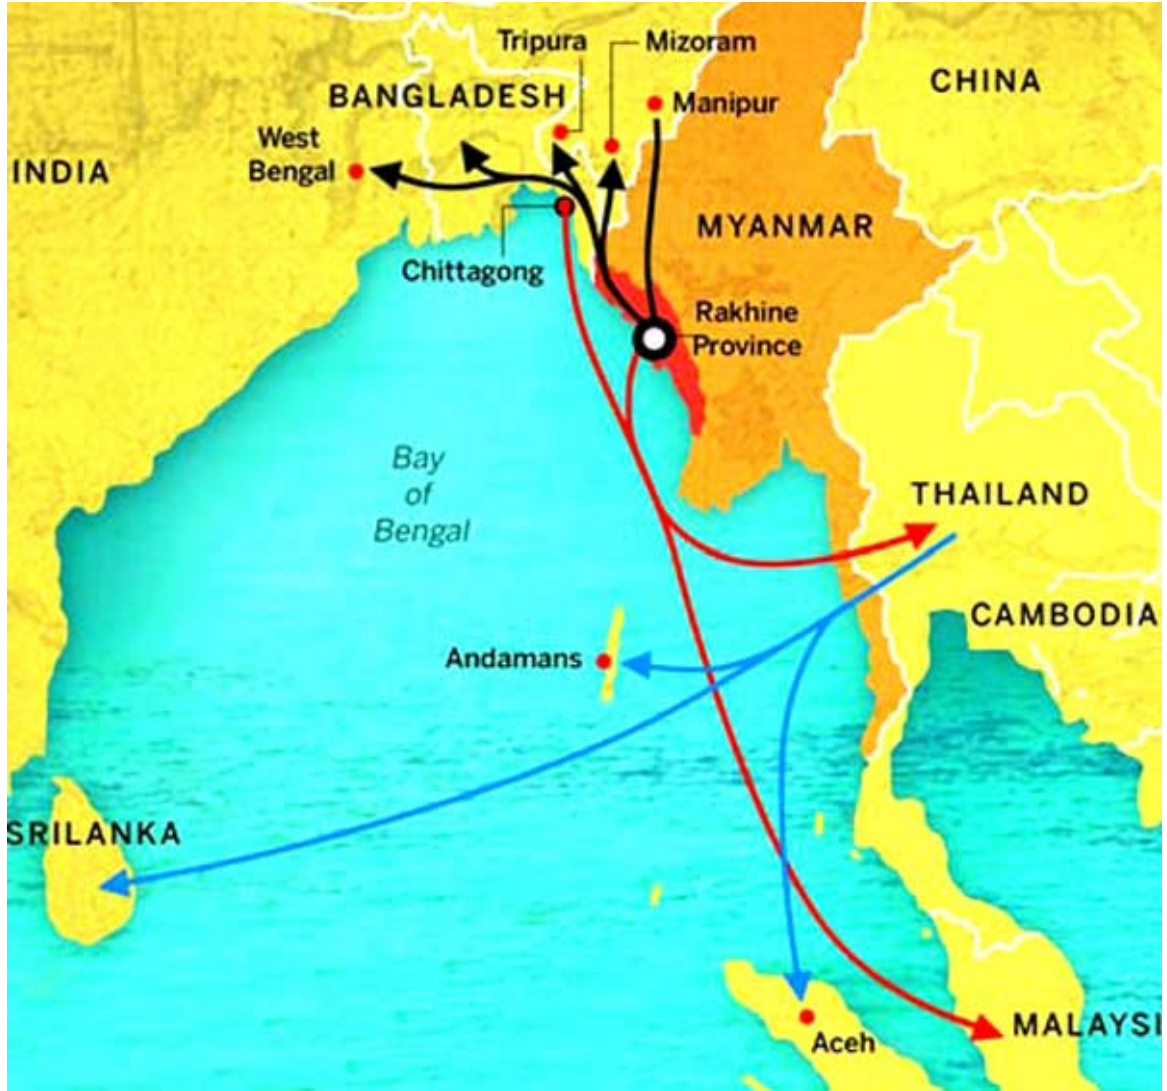 Tripura
Mizoram
BANGLADESH
CHINA
Manipur
West
Bengal
INDIA
MYANMAR
Chittagong
Rakhine
Province
Bay
of
Bengal
THAILAND
CAMBODIA
Andamans
SRILANKA
MALAYSI
Aceh